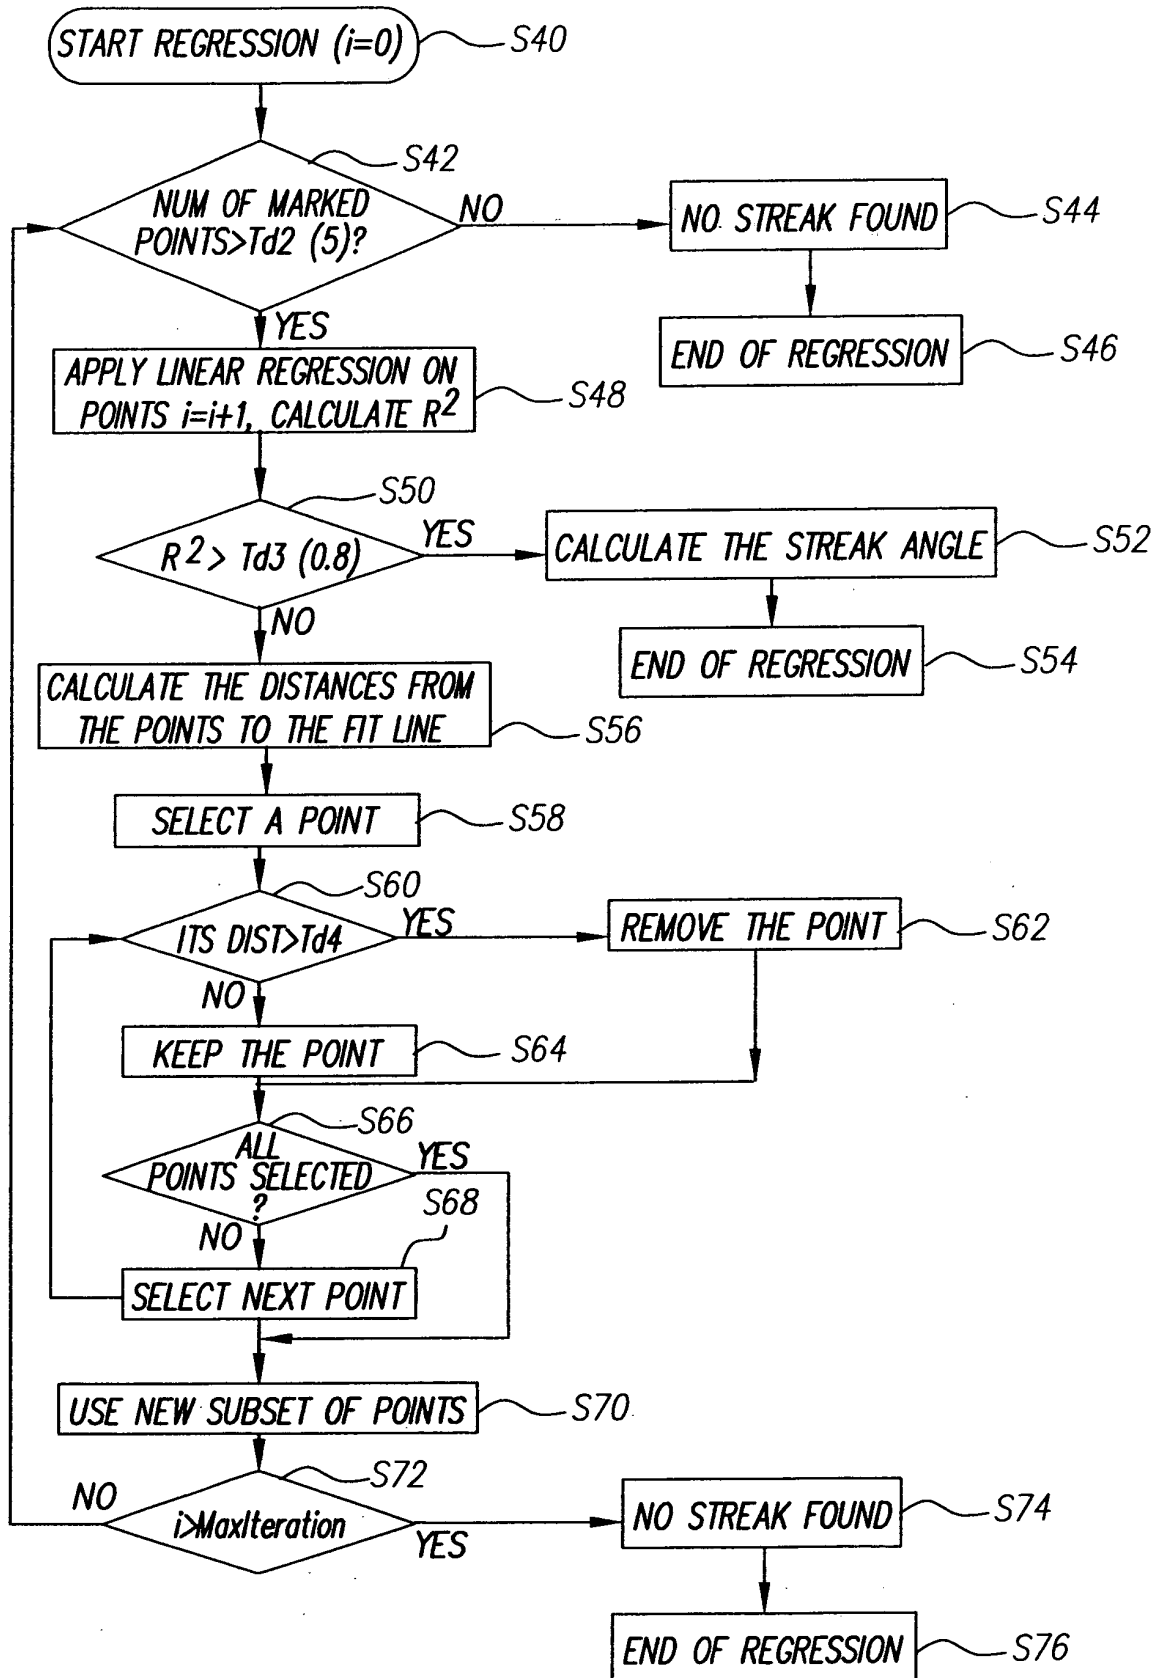 START REGRESSION (i=0)
S40
S42
NUM OF MARKED
POINTS>Td2 (5)?
NO
NO STREAK FOUND
S44
YES
END OF REGRESSION
S46
APPLY LINEAR REGRESSION ON
POINTS i=i+1, CALCULATE R²
S48
S50
R² > Td3 (0.8)
YES
CALCULATE THE STREAK ANGLE
S52
NO
END OF REGRESSION
S54
CALCULATE THE DISTANCES FROM
THE POINTS TO THE FIT LINE
S56
SELECT A POINT
S58
S60
ITS DIST>Td4
YES
REMOVE THE POINT
S62
NO
KEEP THE POINT
S64
S66
ALL
POINTS SELECTED
?
YES
S68
NO
SELECT NEXT POINT
USE NEW SUBSET OF POINTS
S70
S72
NO
i>MaxIteration
YES
NO STREAK FOUND
S74
END OF REGRESSION
S76